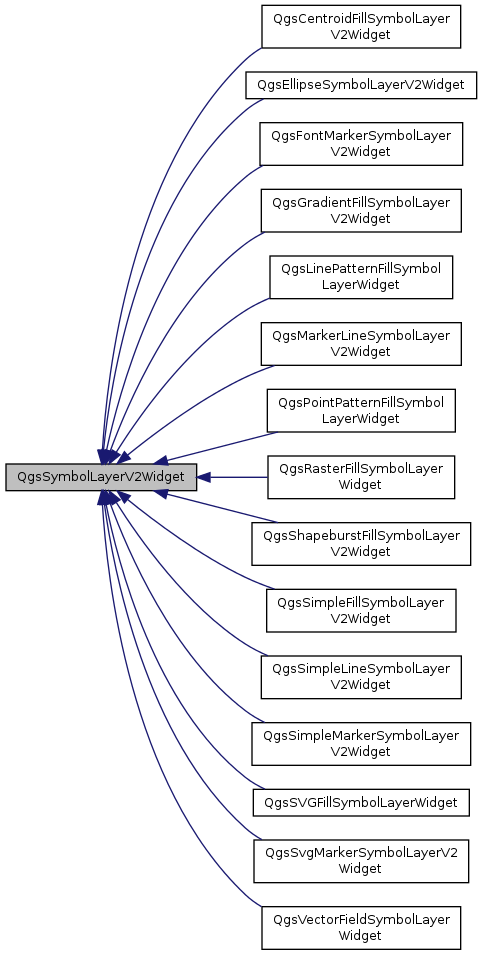 QgsCentroidFillSymbolLayer
V2Widget
QgsEllipseSymbolLayerV2Widget
QgsFontMarkerSymbolLayer
V2Widget
QgsGradientFillSymbolLayer
V2Widget
QgsLinePatternFillSymbol
LayerWidget
QgsMarkerLineSymbolLayer
V2Widget
QgsPointPatternFillSymbol
LayerWidget
QgsSymbolLayerV2Widget
QgsRasterFillSymbolLayer
Widget
QgsShapeburstFillSymbolLayer
V2Widget
QgsSimpleFillSymbolLayer
V2Widget
QgsSimpleLineSymbolLayer
V2Widget
QgsSimpleMarkerSymbolLayer
V2Widget
QgsSVGFillSymbolLayerWidget
QgsSvgMarkerSymbolLayerV2
Widget
QgsVectorFieldSymbolLayer
Widget